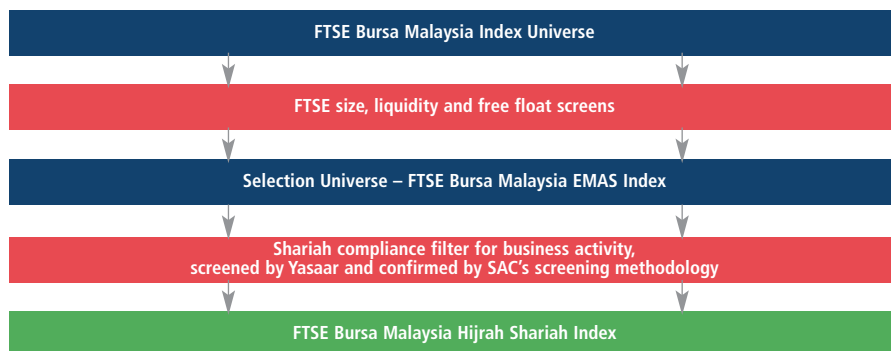 FTSE Bursa Malaysia Index Universe
FTSE size, liquidity and free float screens
Selection Universe – FTSE Bursa Malaysia EMAS Index
Shariah compliance filter for business activity,
screened by Yasaar and confirmed by SAC’s screening methodology
FTSE Bursa Malaysia Hijrah Shariah Index